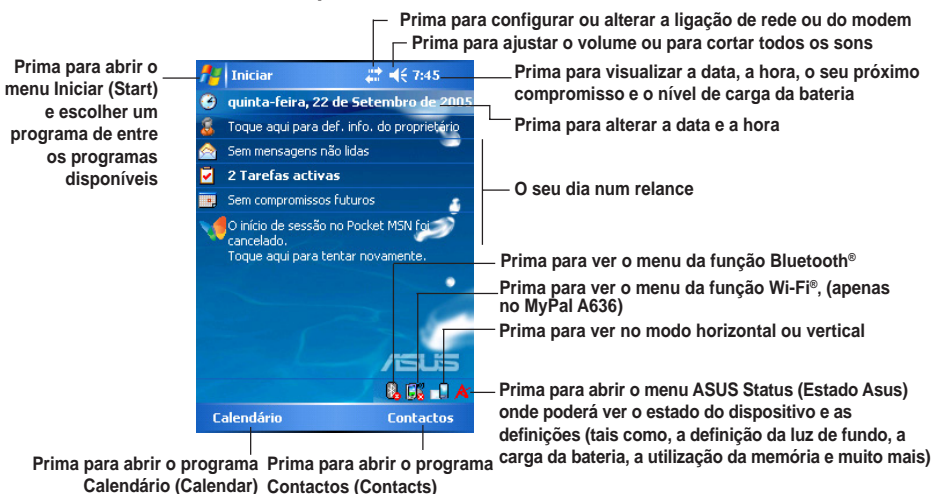 Prima para configurar ou alterar a ligação de rede ou do modem
Prima para ajustar o volume ou para cortar todos os sons
Prima para abrir o
menu Iniciar (Start)
e escolher um
programa de entre
os programas
disponíveis
Iniciar
7:45
Prima para visualizar a data, a hora, o seu próximo
compromisso e o nível de carga da bateria
quinta-feira, 22 de Setembro de 2005
Prima para alterar a data e a hora
Toque aqui para def. info. do proprietário
Sem mensagens não lidas
2 Tarefas activas
Sem compromissos futuros
O seu dia num relance
O início de sessão no Pocket MSN foi
cancelado.
Toque aqui para tentar novamente.
Prima para ver o menu da função Bluetooth®
Prima para ver o menu da função Wi-Fi®, (apenas
no MyPal A636)
Prima para ver no modo horizontal ou vertical
ASUS
Prima para abrir o menu ASUS Status (Estado Asus)
onde poderá ver o estado do dispositivo e as
definições (tais como, a definição da luz de fundo, a
carga da bateria, a utilização da memória e muito mais)
Calendário
Contactos
Prima para abrir o programa
Calendário (Calendar)
Prima para abrir o programa
Contactos (Contacts)